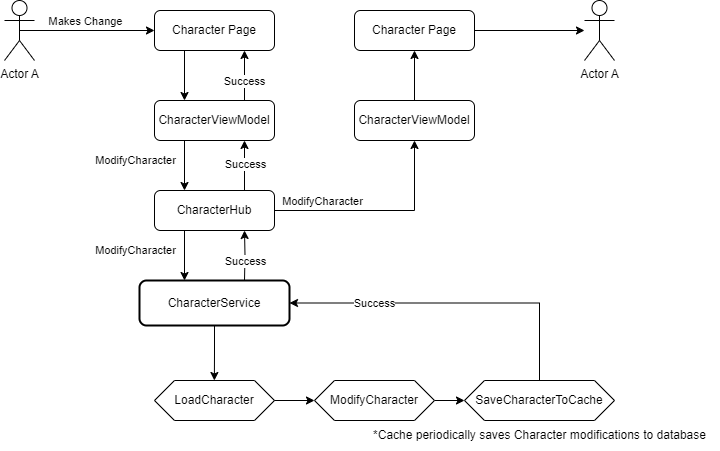 Makes Change
Character Page
Character Page
Actor A
Actor A
Success
CharacterViewModel
CharacterViewModel
ModifyCharacter
Success
CharacterHub
ModifyCharacter
ModifyCharacter
Success
CharacterService
Success
LoadCharacter
ModifyCharacter
SaveCharacterToCache
*Cache periodically saves Character modifications to database